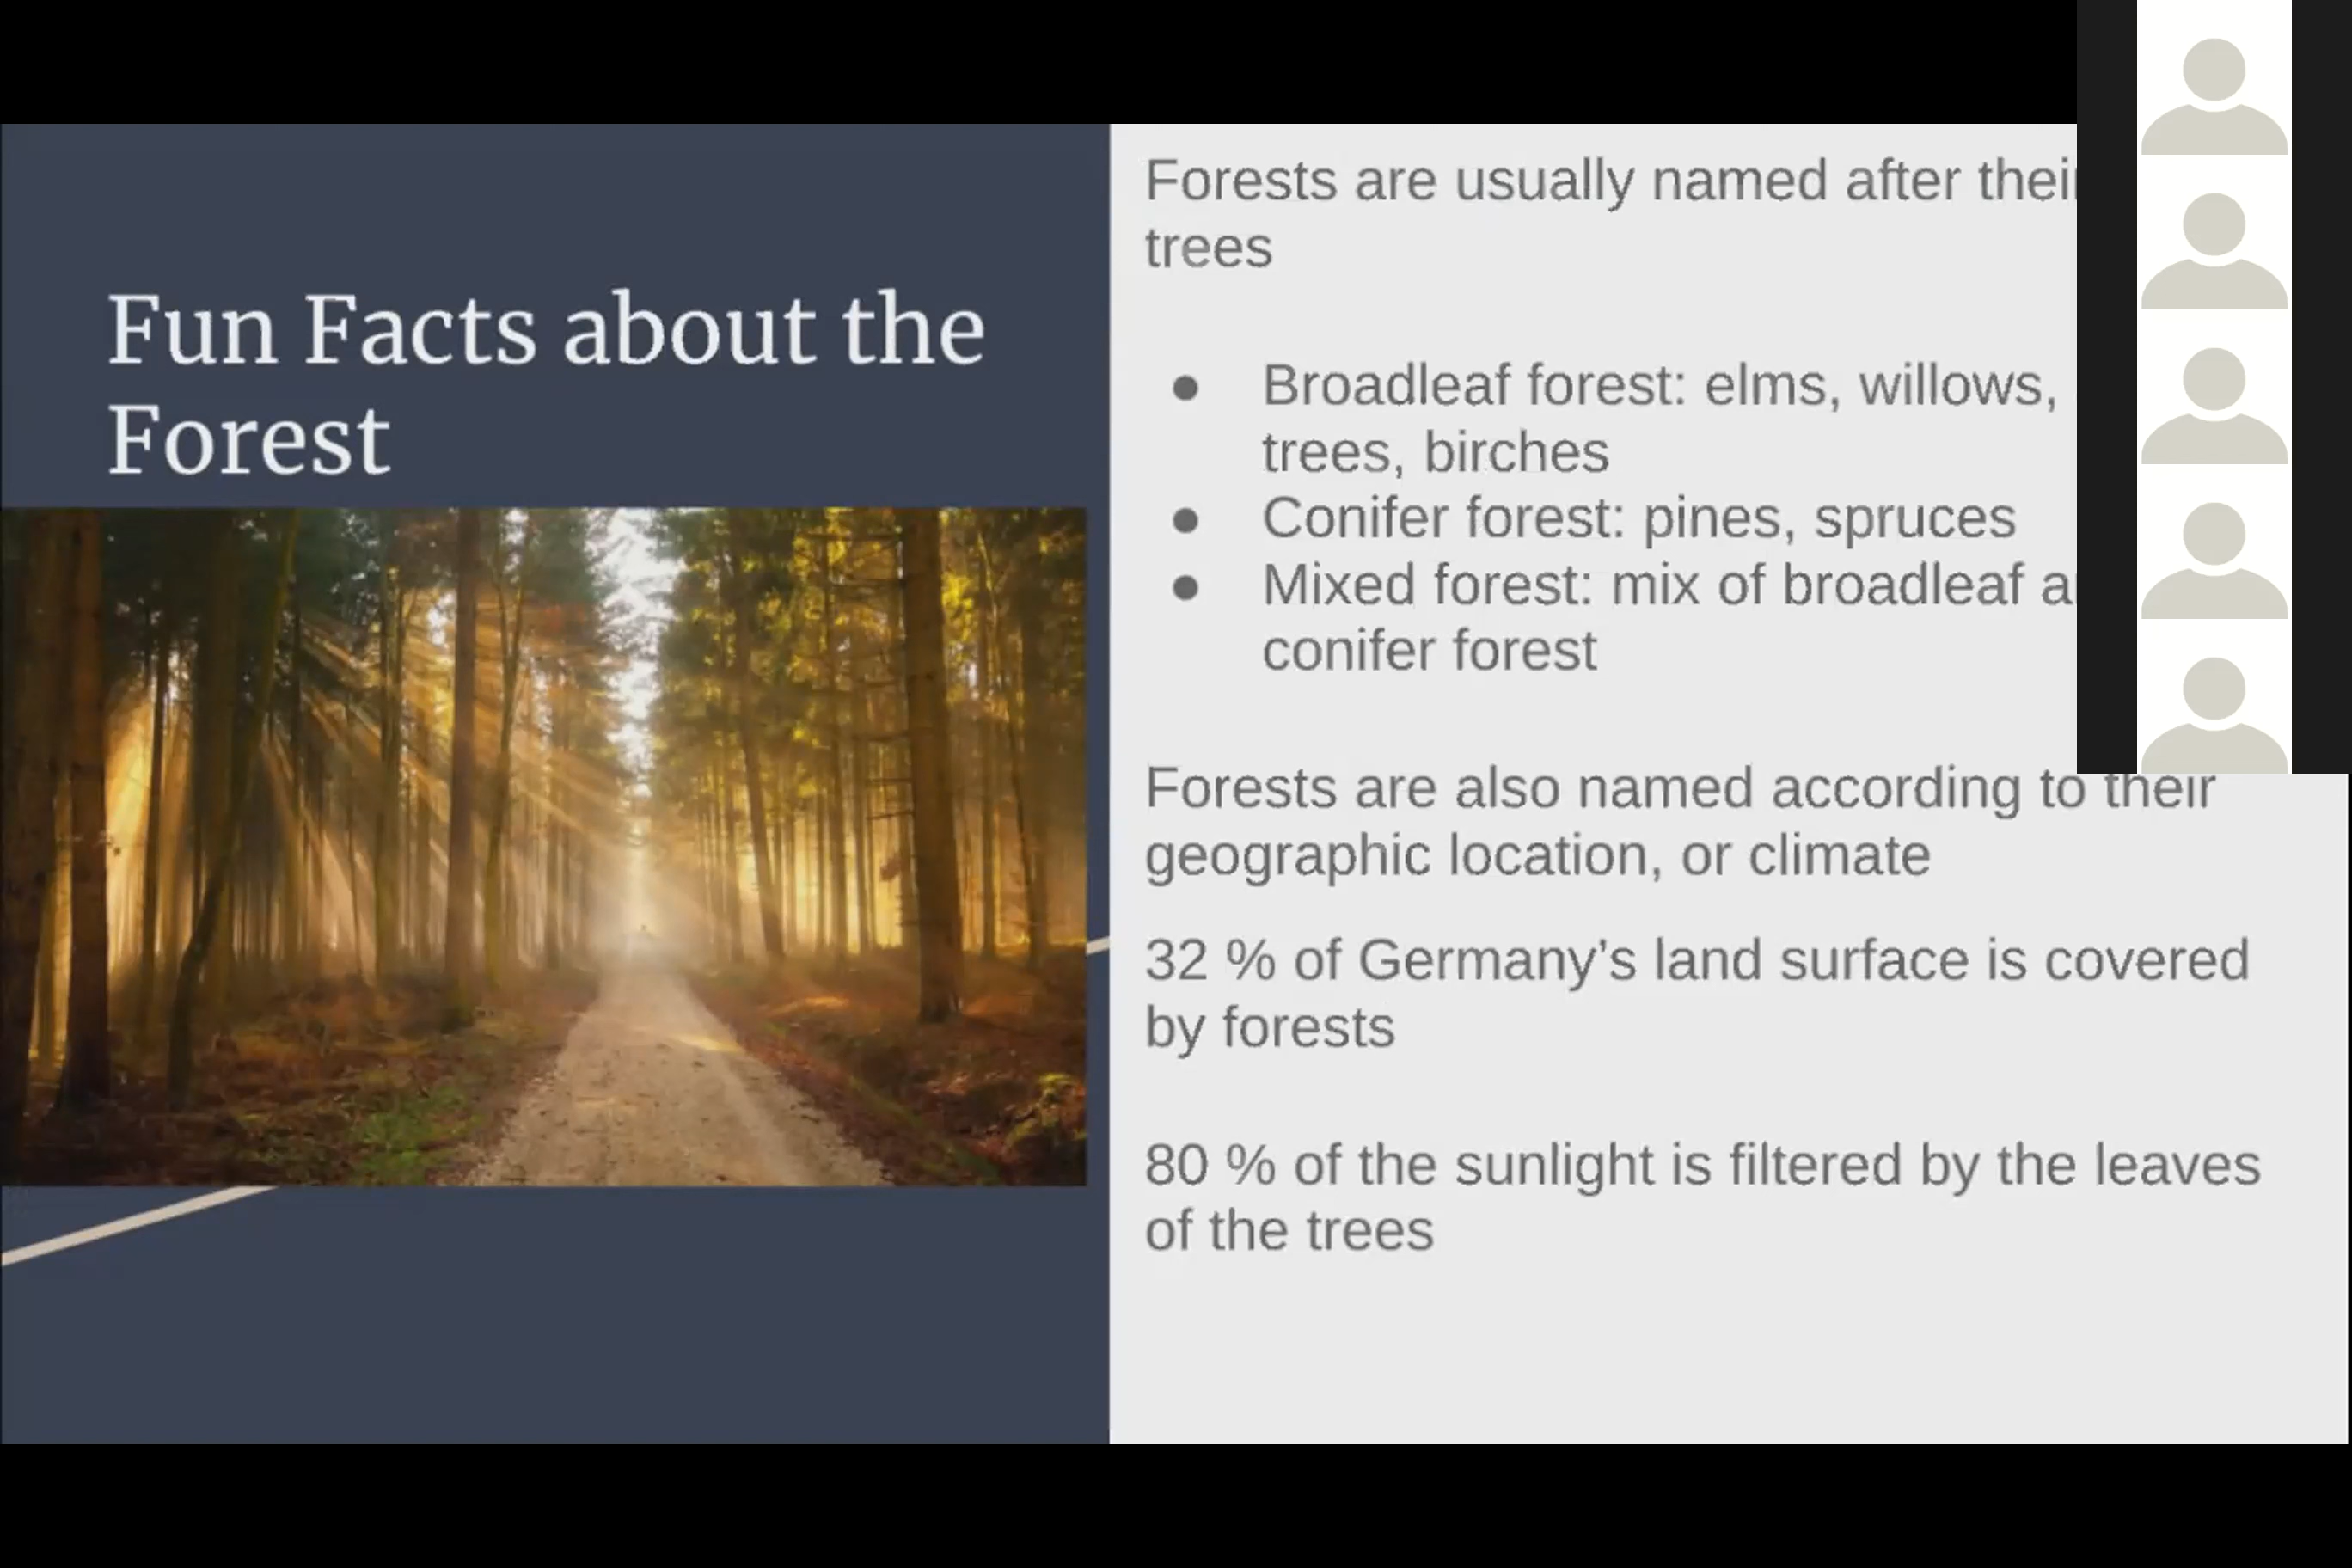 Fun Facts about the
Forest
Forests are usually named after their
trees
● Broadleaf forest: elms, willows,
trees, birches
● Conifer forest: pines, spruces
● Mixed forest: mix of broadleaf
conifer forest
Forests are also named according to their
geographic location, or climate
32 % of Germany’s land surface is covered
by forests
80 % of the sunlight is filtered by the leaves
of the trees